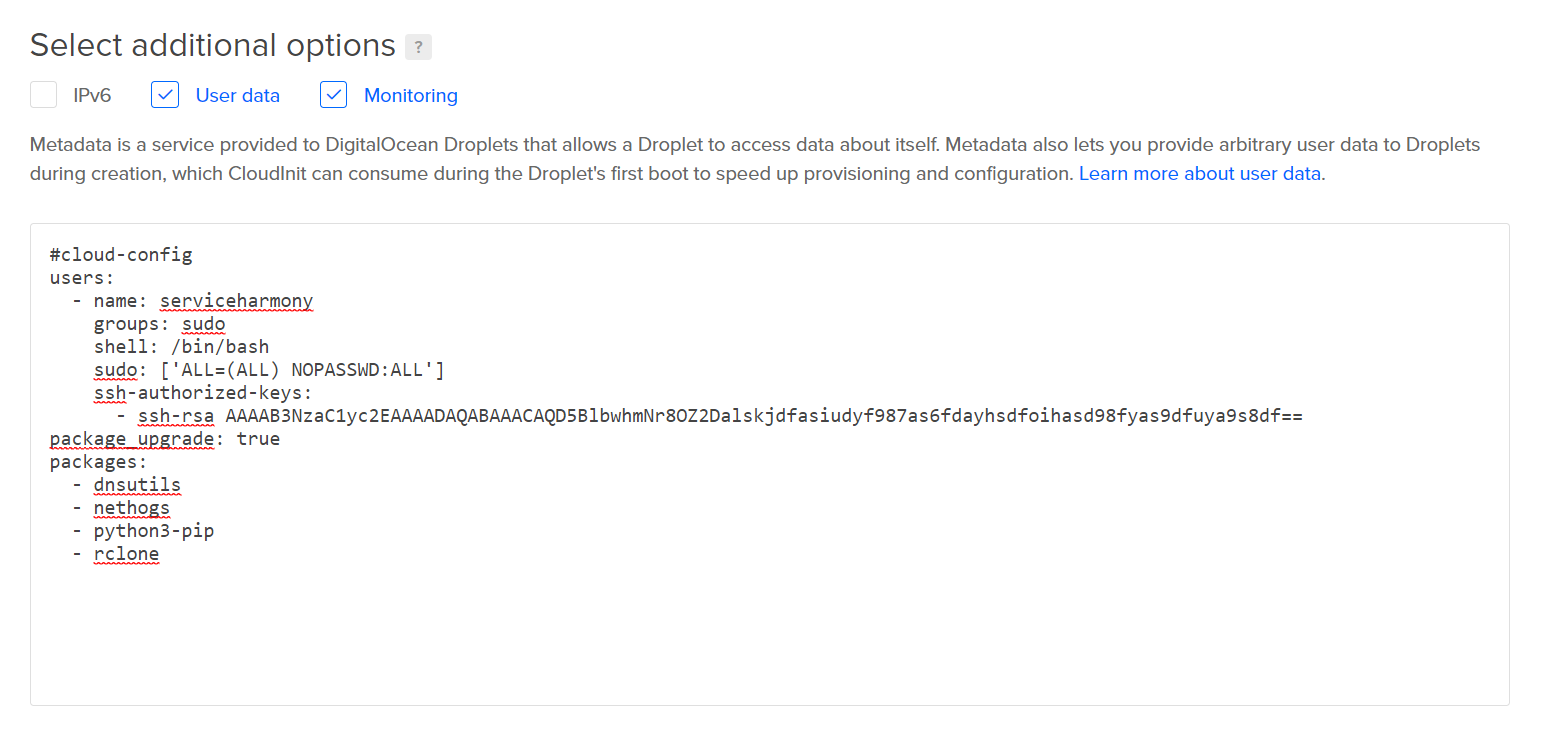 Select additional options ?
IPv6 User data Monitoring
Metadata is a service provided to DigitalOcean Droplets that allows a Droplet to access data about itself. Metadata also lets you provide arbitrary user data to Droplets
during creation, which CloudInit can consume during the Droplet's first boot to speed up provisioning and configuration. Learn more about user data.
#cloud-config
users:
  - name: serviceharmony
    groups: sudo
    shell: /bin/bash
    sudo: ['ALL=(ALL) NOPASSWD:ALL']
    ssh-authorized-keys:
      - ssh-rsa AAAAB3NzaC1yc2EAAAADAQABAAACAQD5BlbwhmNr8OZ2Dalskjdfasiudyf987as6fdayhsdfoihasd98fyas9dfuya9s8df==
package_upgrade: true
packages:
  - dnsutils
  - nethogs
  - python3-pip
  - rclone